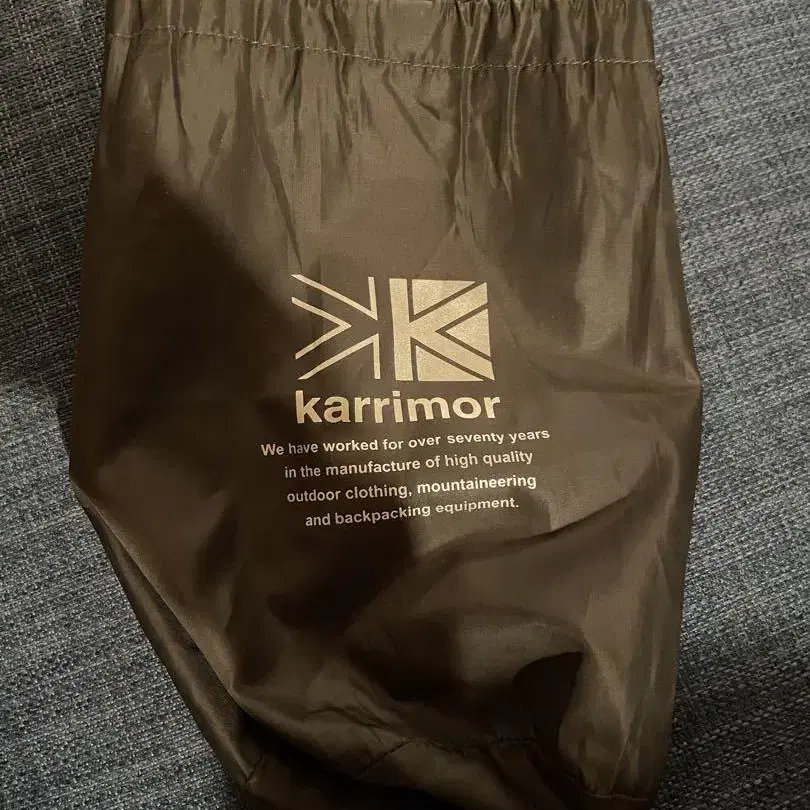 karrimor
We have worked for over seventy years
in the manufacture of high quality
outdoor clothing, mountaineering
and backpacking equipment.